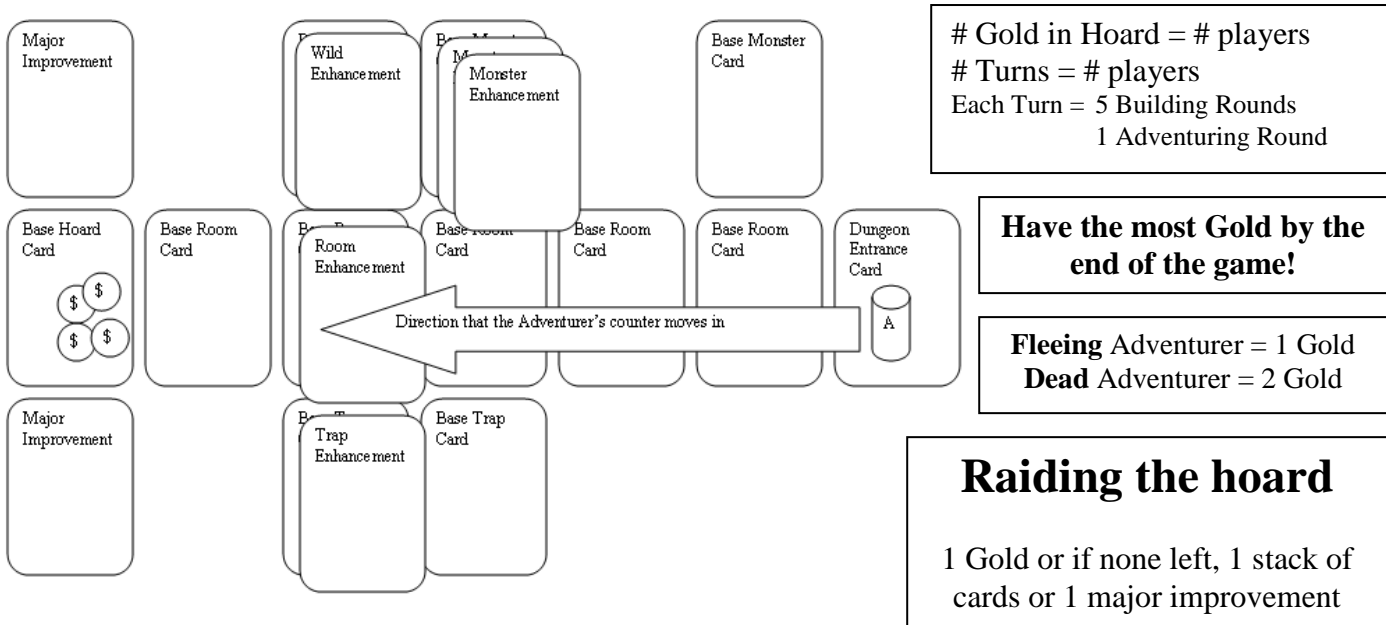 Major
Improvement
Wild
Enhancement
Monster
Enhancement
Base Monster
Card
Base Hoard
Card
$
$
$
$
Base Room
Card
Room
Enhancement
Base Room
Card
Base Room
Card
Base Room
Card
Dungeon
Entrance
Card
A
Direction that the Adventurer's counter moves in
Major
Improvement
Trap
Enhancement
Base Trap
Card
# Gold in Hoard = # players
# Turns = # players
Each Turn = 5 Building Rounds
1 Adventuring Round
Have the most Gold by the
end of the game!
Fleeing Adventurer = 1 Gold
Dead Adventurer = 2 Gold
Raiding the hoard
1 Gold or if none left, 1 stack of
cards or 1 major improvement